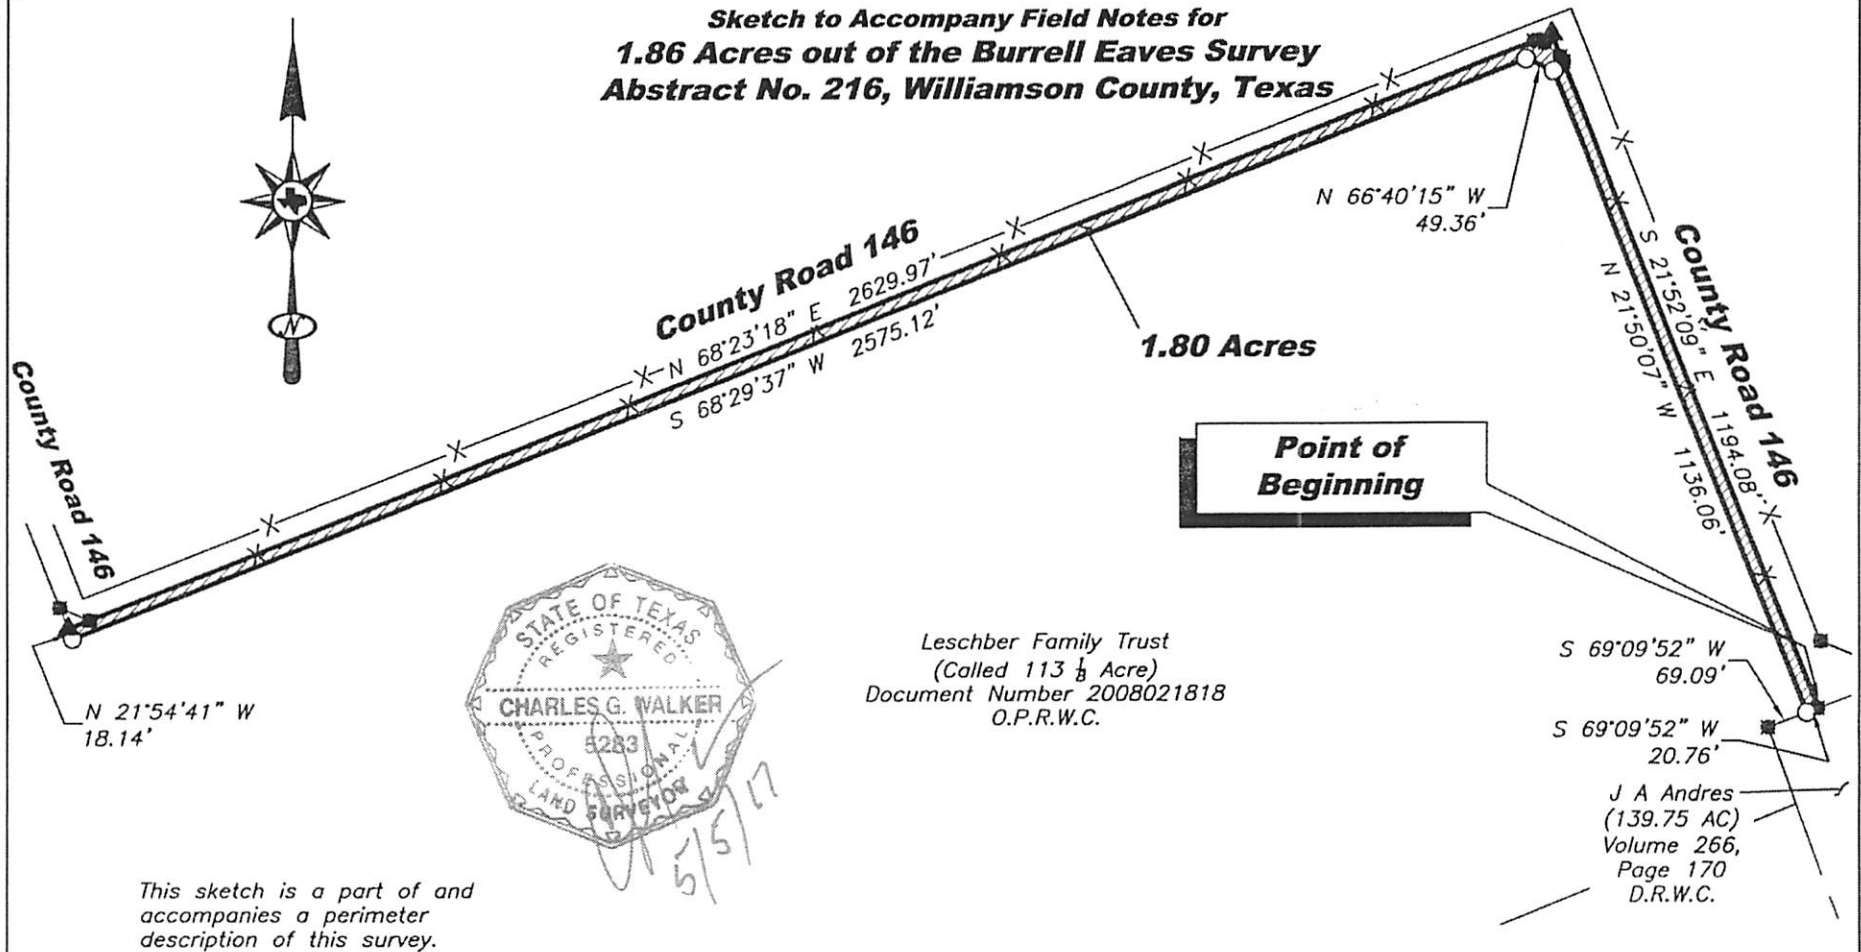 Sketch to Accompany Field Notes for
1.86 Acres out of the Burrell Eaves Survey
Abstract No. 216, Williamson County, Texas
N
N 66°40'15" W
49.36'
County Road 146
N 68°23'18" E 2629.97'
S 68°29'37" W 2575.12'
1.80 Acres
County Road 146
S 21°52'09" E 1194.08'
N 21°50'07" W 1136.06'
County Road 146
Point of
Beginning
N 21°54'41" W
18.14'
STATE OF TEXAS
REGISTERED
CHARLES G. WALKER
5283
PROFESSIONAL
LAND SURVEYOR
5/5/17
Leschber Family Trust
(Called 113 1/8 Acre)
Document Number 2008021818
O.P.R.W.C.
S 69°09'52" W
69.09'
S 69°09'52" W
20.76'
J A Andres
(139.75 AC)
Volume 266,
Page 170
D.R.W.C.
This sketch is a part of and
accompanies a perimeter
description of this survey.